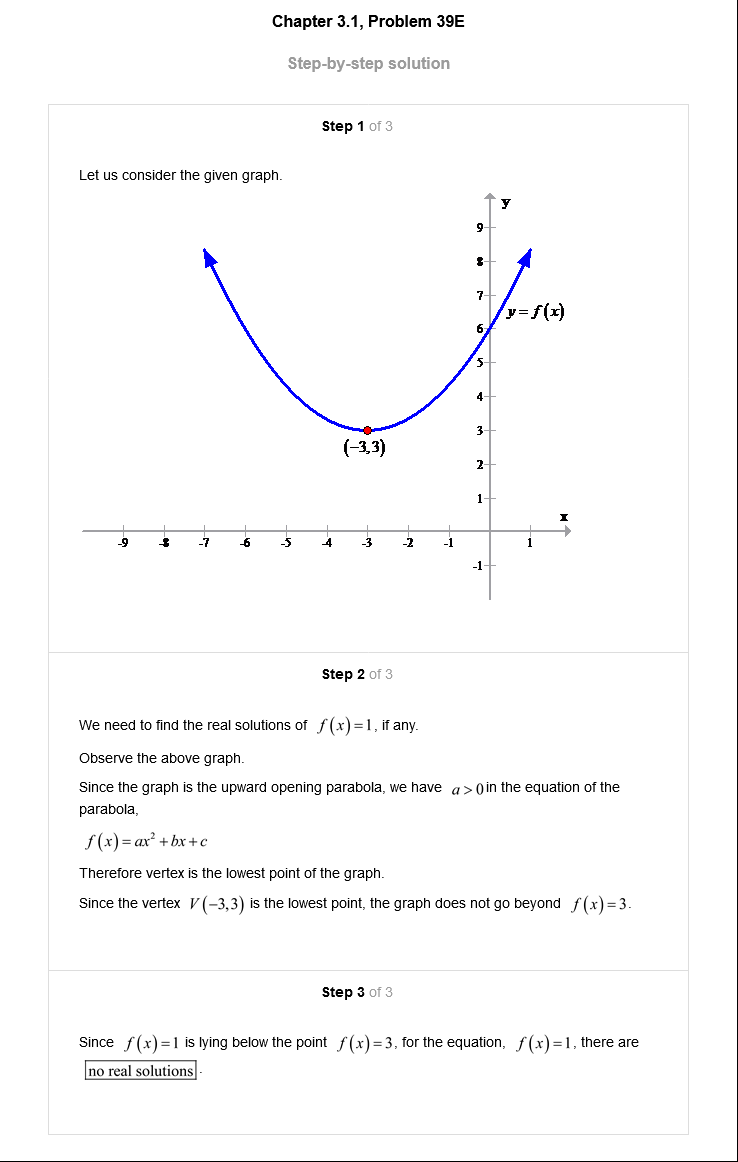 Chapter 3.1, Problem 39E
Step-by-step solution
Step 1 of 3
Let us consider the given graph.
y
9
8
7
y = f(x)
6
5
4
3
(−3,3)
2
1
x
-9 -8 -7 -6 -5 -4 -3 -2 -1 1
-1
Step 2 of 3
We need to find the real solutions of f(x) = 1, if any.
Observe the above graph.
Since the graph is the upward opening parabola, we have a > 0 in the equation of the
parabola,
f(x) = ax² + bx + c
Therefore vertex is the lowest point of the graph.
Since the vertex V(−3,3) is the lowest point, the graph does not go beyond f(x) = 3.
Step 3 of 3
Since f(x) = 1 is lying below the point f(x) = 3, for the equation, f(x) = 1, there are
no real solutions.